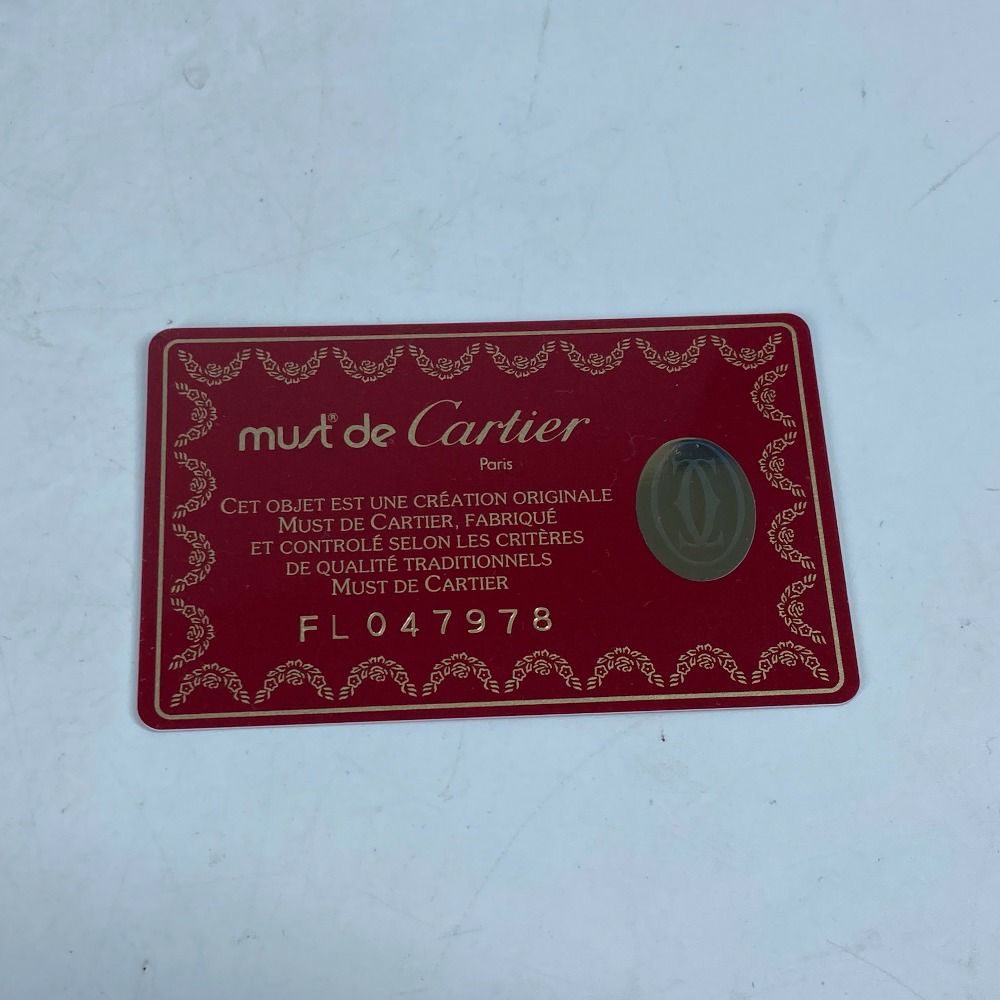 must® de Cartier
Paris
CET OBJET EST UNE CRÉATION ORIGINALE
MUST DE CARTIER, FABRIQUÉ
ET CONTROLÉ SELON LES CRITÈRES
DE QUALITÉ TRADITIONNELS
MUST DE CARTIER
FL047978